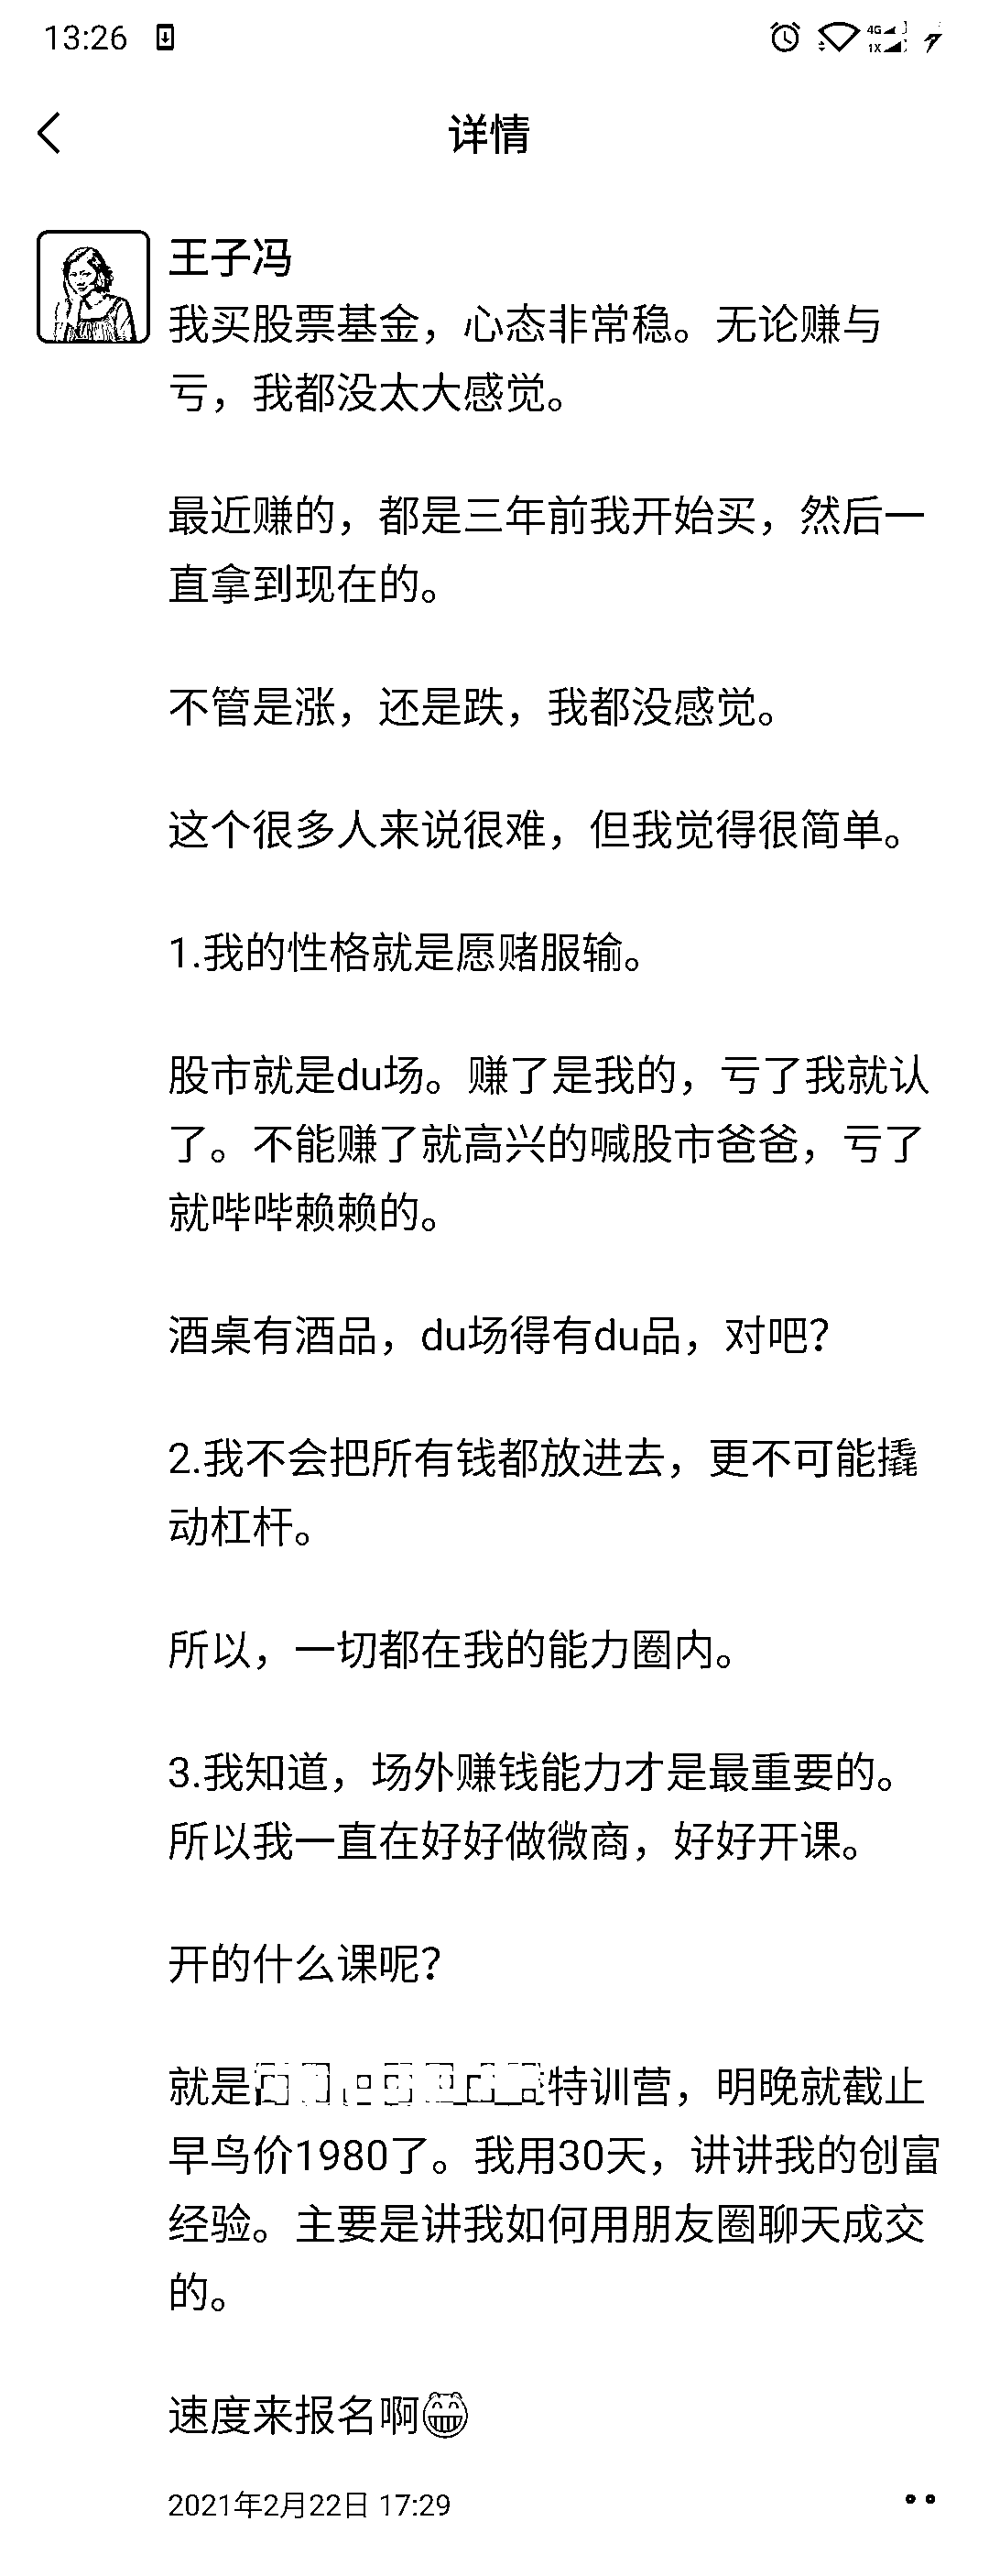 13:26
4G
1X
详情
王子冯
我买股票基金，心态非常稳。无论赚与
亏，我都没太大感觉。
最近赚的，都是三年前我开始买，然后一
直拿到现在的。
不管是涨，还是跌，我都没感觉。
这个很多人来说很难，但我觉得很简单。
1.我的性格就是愿赌服输。
股市就是du场。赚了是我的，亏了我就认
了。不能赚了就高兴的喊股市爸爸，亏了
就哔哔赖赖的。
酒桌有酒品，du场得有du品，对吧？
2.我不会把所有钱都放进去，更不可能撬
动杠杆。
所以，一切都在我的能力圈内。
3.我知道，场外赚钱能力才是最重要的。
所以我一直在好好做微商，好好开课。
开的什么课呢？
就是特训营，明晚就截止
早鸟价1980了。我用30天，讲讲我的创富
经验。主要是讲我如何用朋友圈聊天成交
的。
速度来报名啊
2021年2月22日 17:29